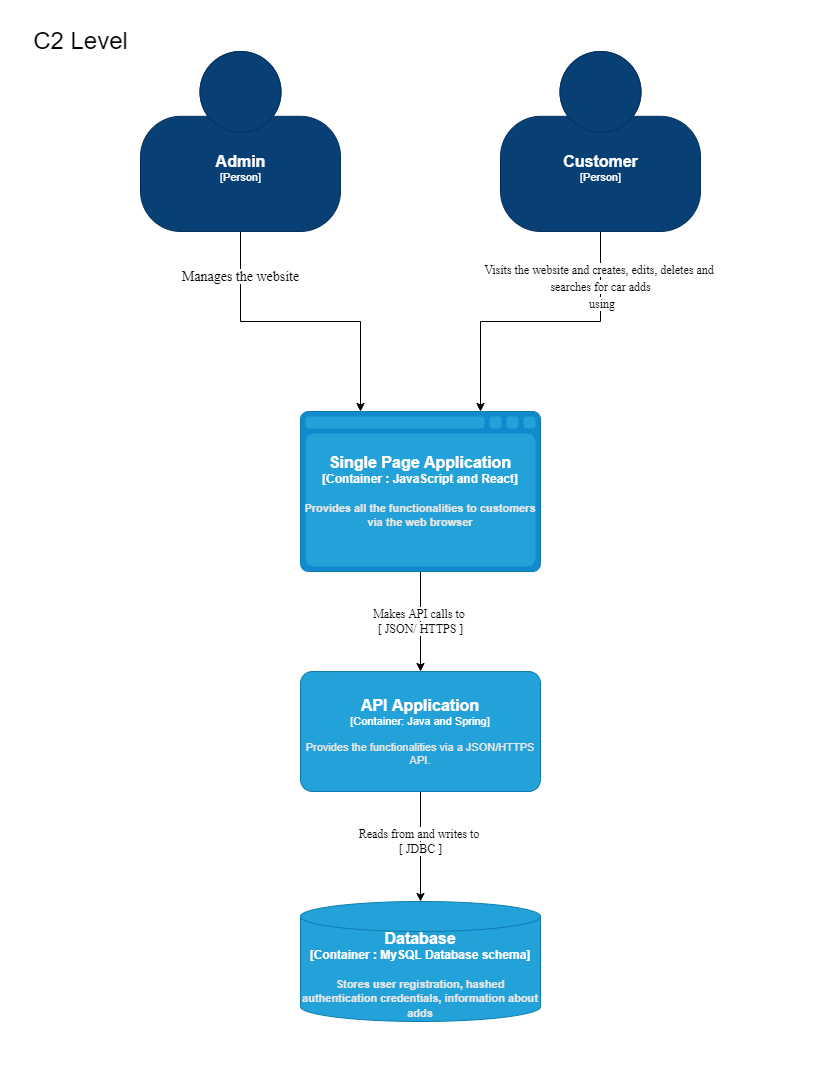 C2 Level
Admin
[Person]
Customer
[Person]
Manages the website
Visits the website and creates, edits, deletes and
searches for car adds
using
Single Page Application
[Container : JavaScript and React]
Provides all the functionalities to customers
via the web browser
Makes API calls to
[ JSON/ HTTPS ]
API Application
[Container: Java and Spring]
Provides the functionalities via a JSON/HTTPS
API.
Reads from and writes to
[ JDBC ]
Database
[Container : MySQL Database schema]
Stores user registration, hashed
authentication credentials, information about
adds